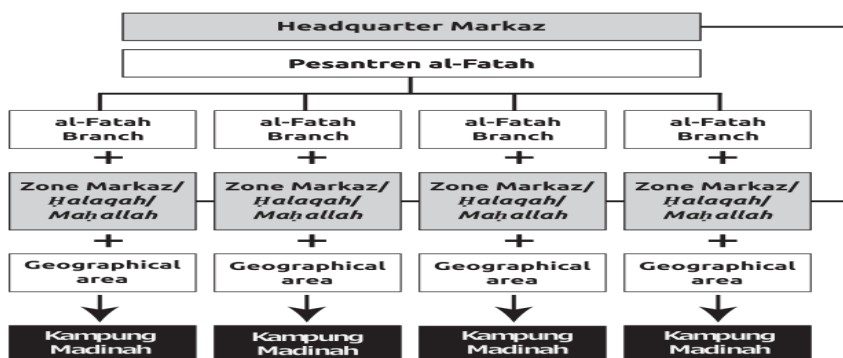 Headquarter Markaz
Pesantren al-Fatah
al-Fatah
Branch
al-Fatah
Branch
al-Fatah
Branch
al-Fatah
Branch
+
+
+
+
Zone Markaz/
Ḥalaqah/
Maḥallah
Zone Markaz/
Ḥalaqah/
Maḥallah
Zone Markaz/
Ḥalaqah/
Maḥallah
Zone Markaz/
Ḥalaqah/
Maḥallah
+
+
+
+
Geographical
area
Geographical
area
Geographical
area
Geographical
area
Kampung
Madinah
Kampung
Madinah
Kampung
Madinah
Kampung
Madinah